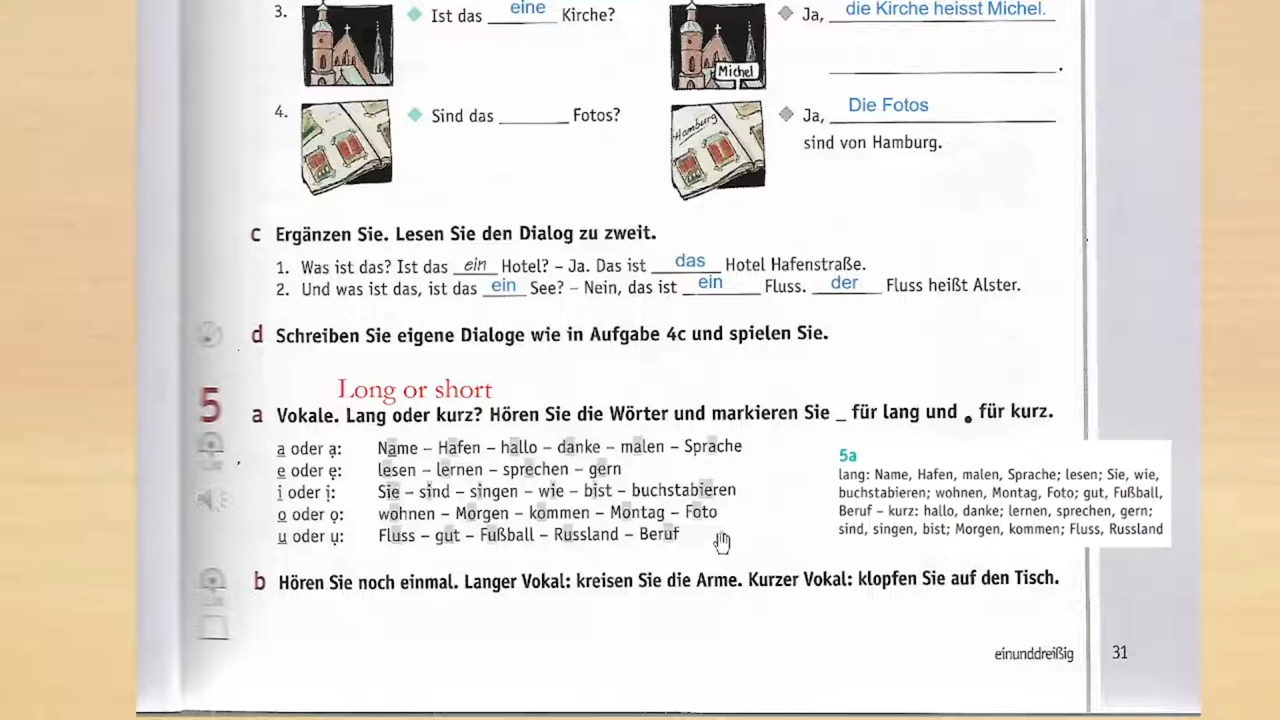 3. Ist das eine Kirche? Ja, die Kirche heisst Michel.
Michel
.
4. Sind das ______ Fotos? Ja, Die Fotos
Hamburg
sind von Hamburg.
c Ergänzen Sie. Lesen Sie den Dialog zu zweit.
1. Was ist das? Ist das ein Hotel? – Ja. Das ist das Hotel Hafenstraße.
2. Und was ist das, ist das ein See? – Nein, das ist ein Fluss. der Fluss heißt Alster.
d Schreiben Sie eigene Dialoge wie in Aufgabe 4c und spielen Sie.
Long or short
5 a Vokale. Lang oder kurz? Hören Sie die Wörter und markieren Sie _ für lang und . für kurz.
a̲ oder ạ: Name – Hafen – hallo – danke – malen – Sprache
e̲ oder ẹ: lesen – lernen – sprechen – gern
i̲ oder ị: Sie – sind – singen – wie – bist – buchstabieren
o̲ oder ọ: wohnen – Morgen – kommen – Montag – Foto
u̲ oder ụ: Fluss – gut – Fußball – Russland – Beruf
5a
lang: Name, Hafen, malen, Sprache; lesen; Sie, wie,
buchstabieren; wohnen, Montag, Foto; gut, Fußball,
Beruf – kurz: hallo, danke; lernen, sprechen, gern;
sind, singen, bist; Morgen, kommen; Fluss, Russland
b Hören Sie noch einmal. Langer Vokal: kreisen Sie die Arme. Kurzer Vokal: klopfen Sie auf den Tisch.
einunddreißig 31